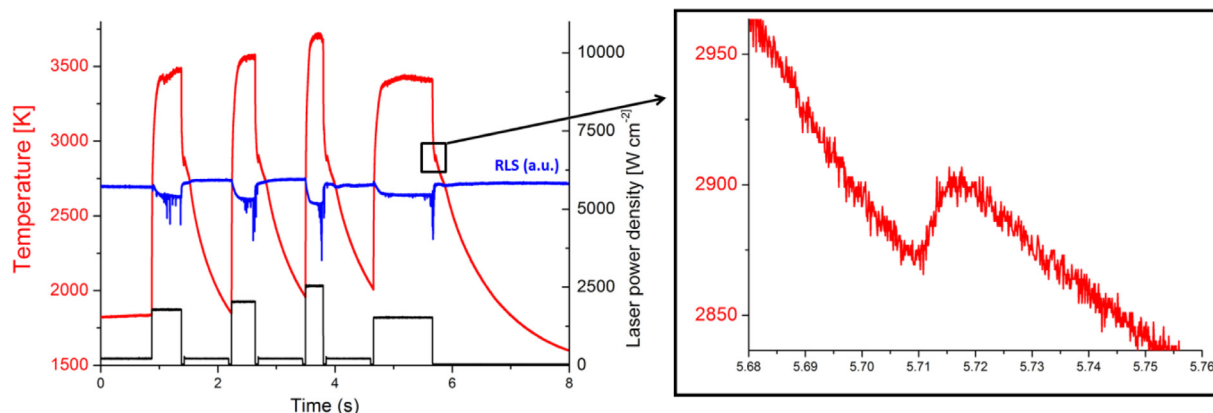 3500
3000
2500
2000
1500
Temperature [K]
0 2 4 6 8
Time (s)
RLS (a.u.)
10000
7500
5000
2500
0
Laser power density [W cm⁻²]
2950
2900
2850
5.68 5.69 5.70 5.71 5.72 5.73 5.74 5.75 5.76